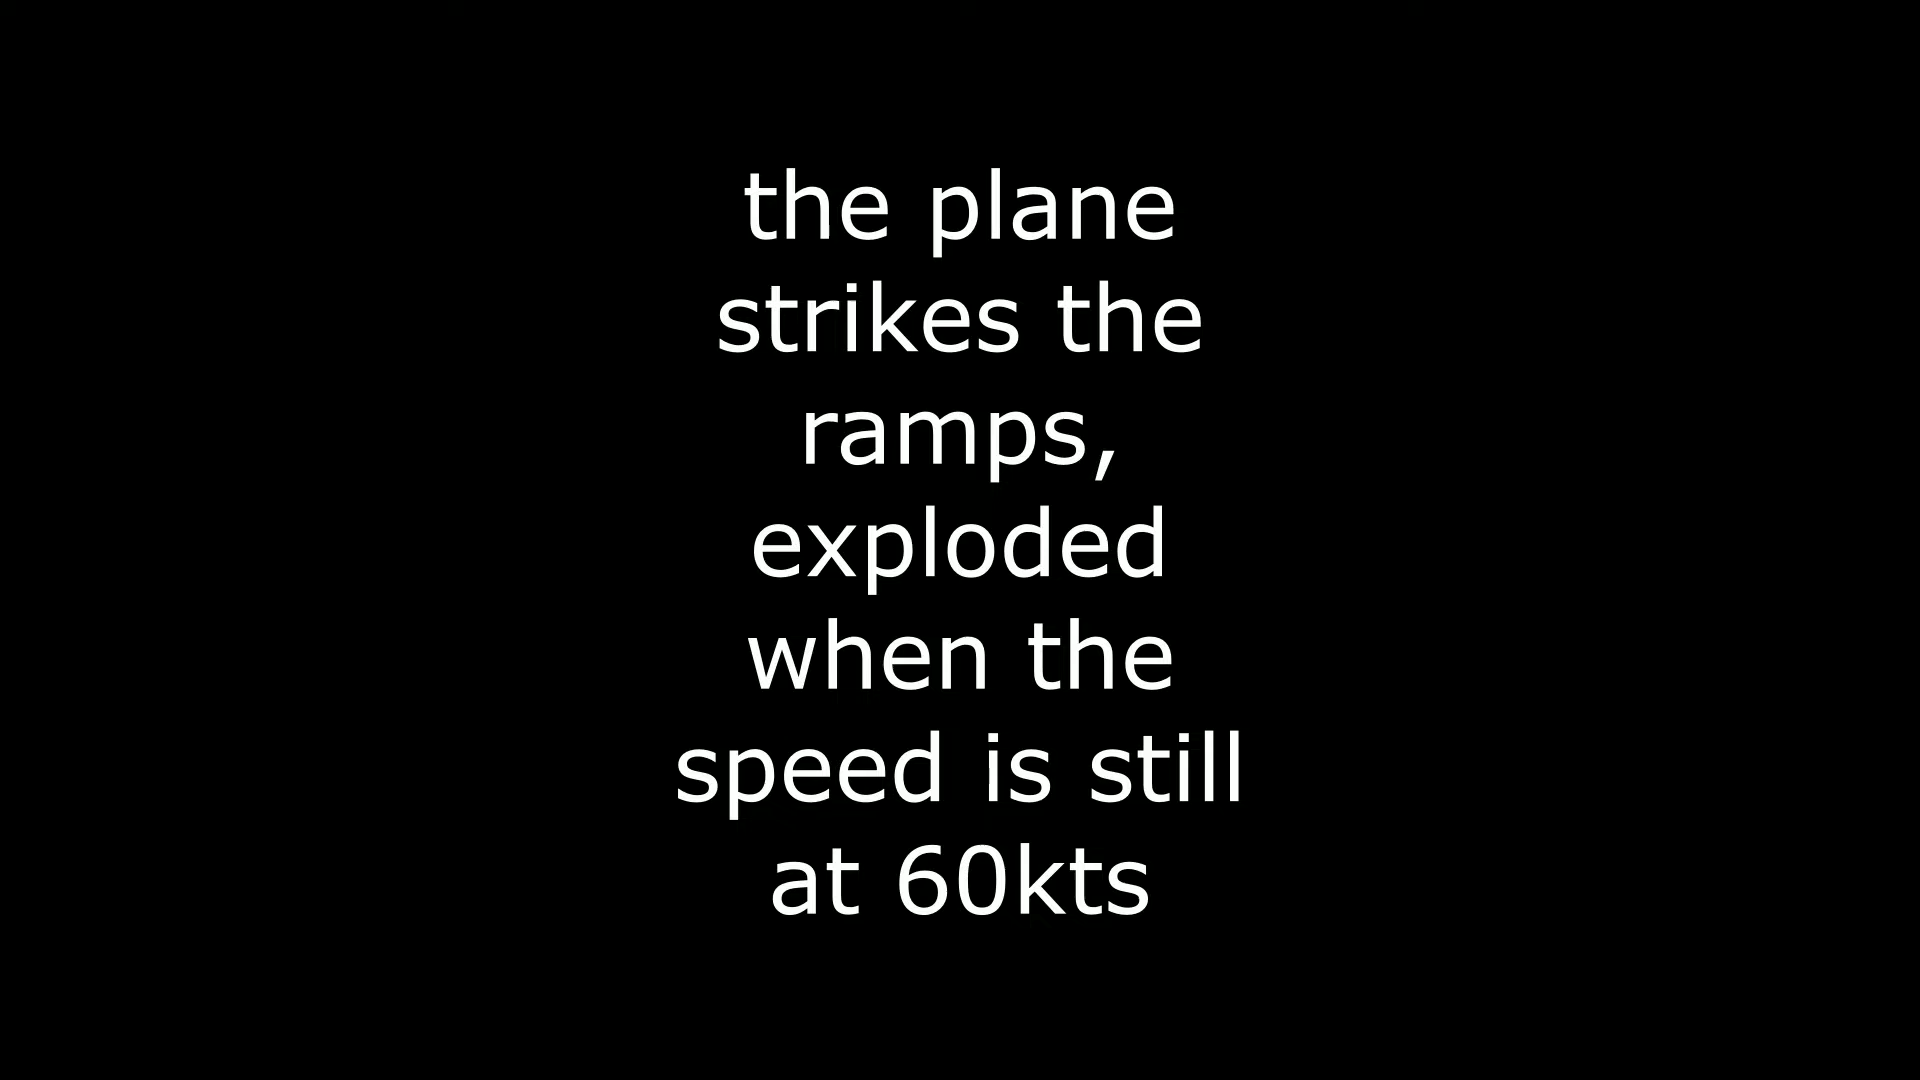 the plane
strikes the
ramps,
exploded
when the
speed is still
at 60kts